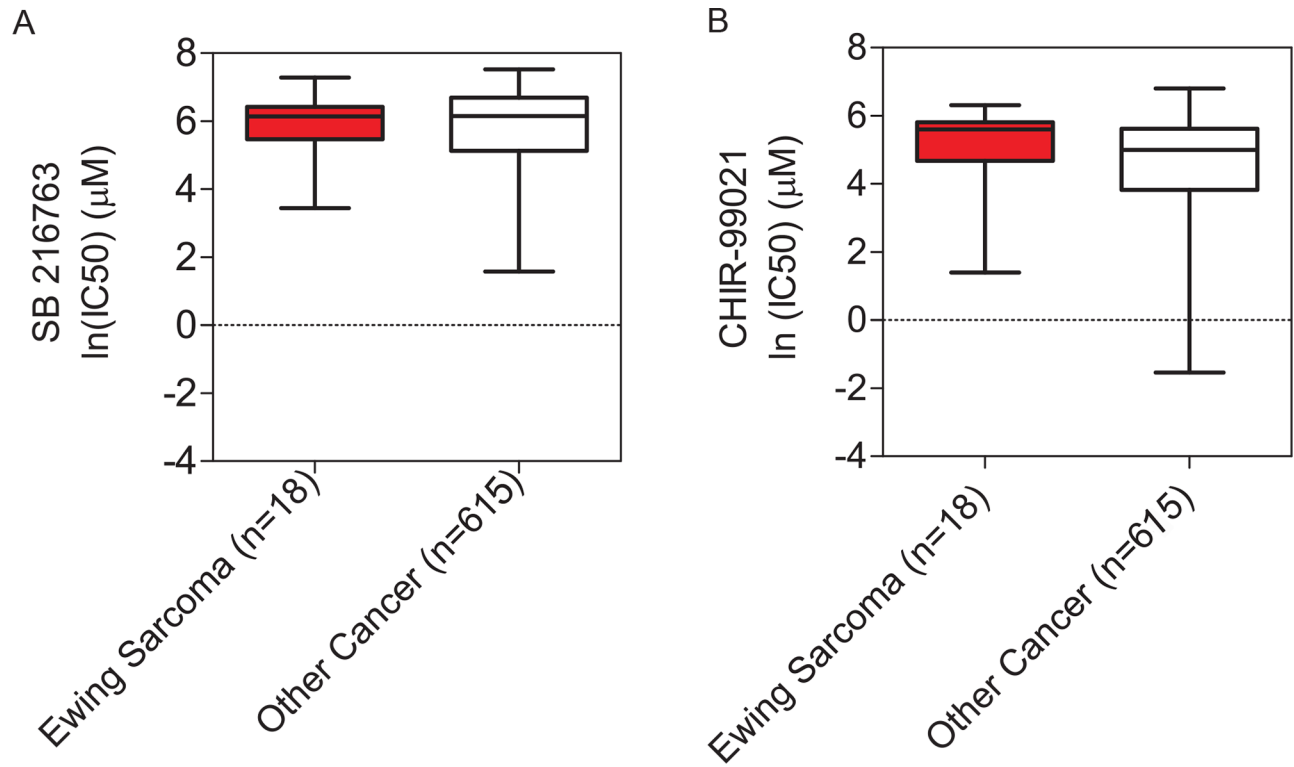 A
SB 216763
ln(IC50) (μM)
8
6
4
2
0
-2
-4
Ewing Sarcoma (n=18)
Other Cancer (n=615)
B
CHIR-99021
ln (IC50) (μM)
8
6
4
2
0
-2
-4
Ewing Sarcoma (n=18)
Other Cancer (n=615)